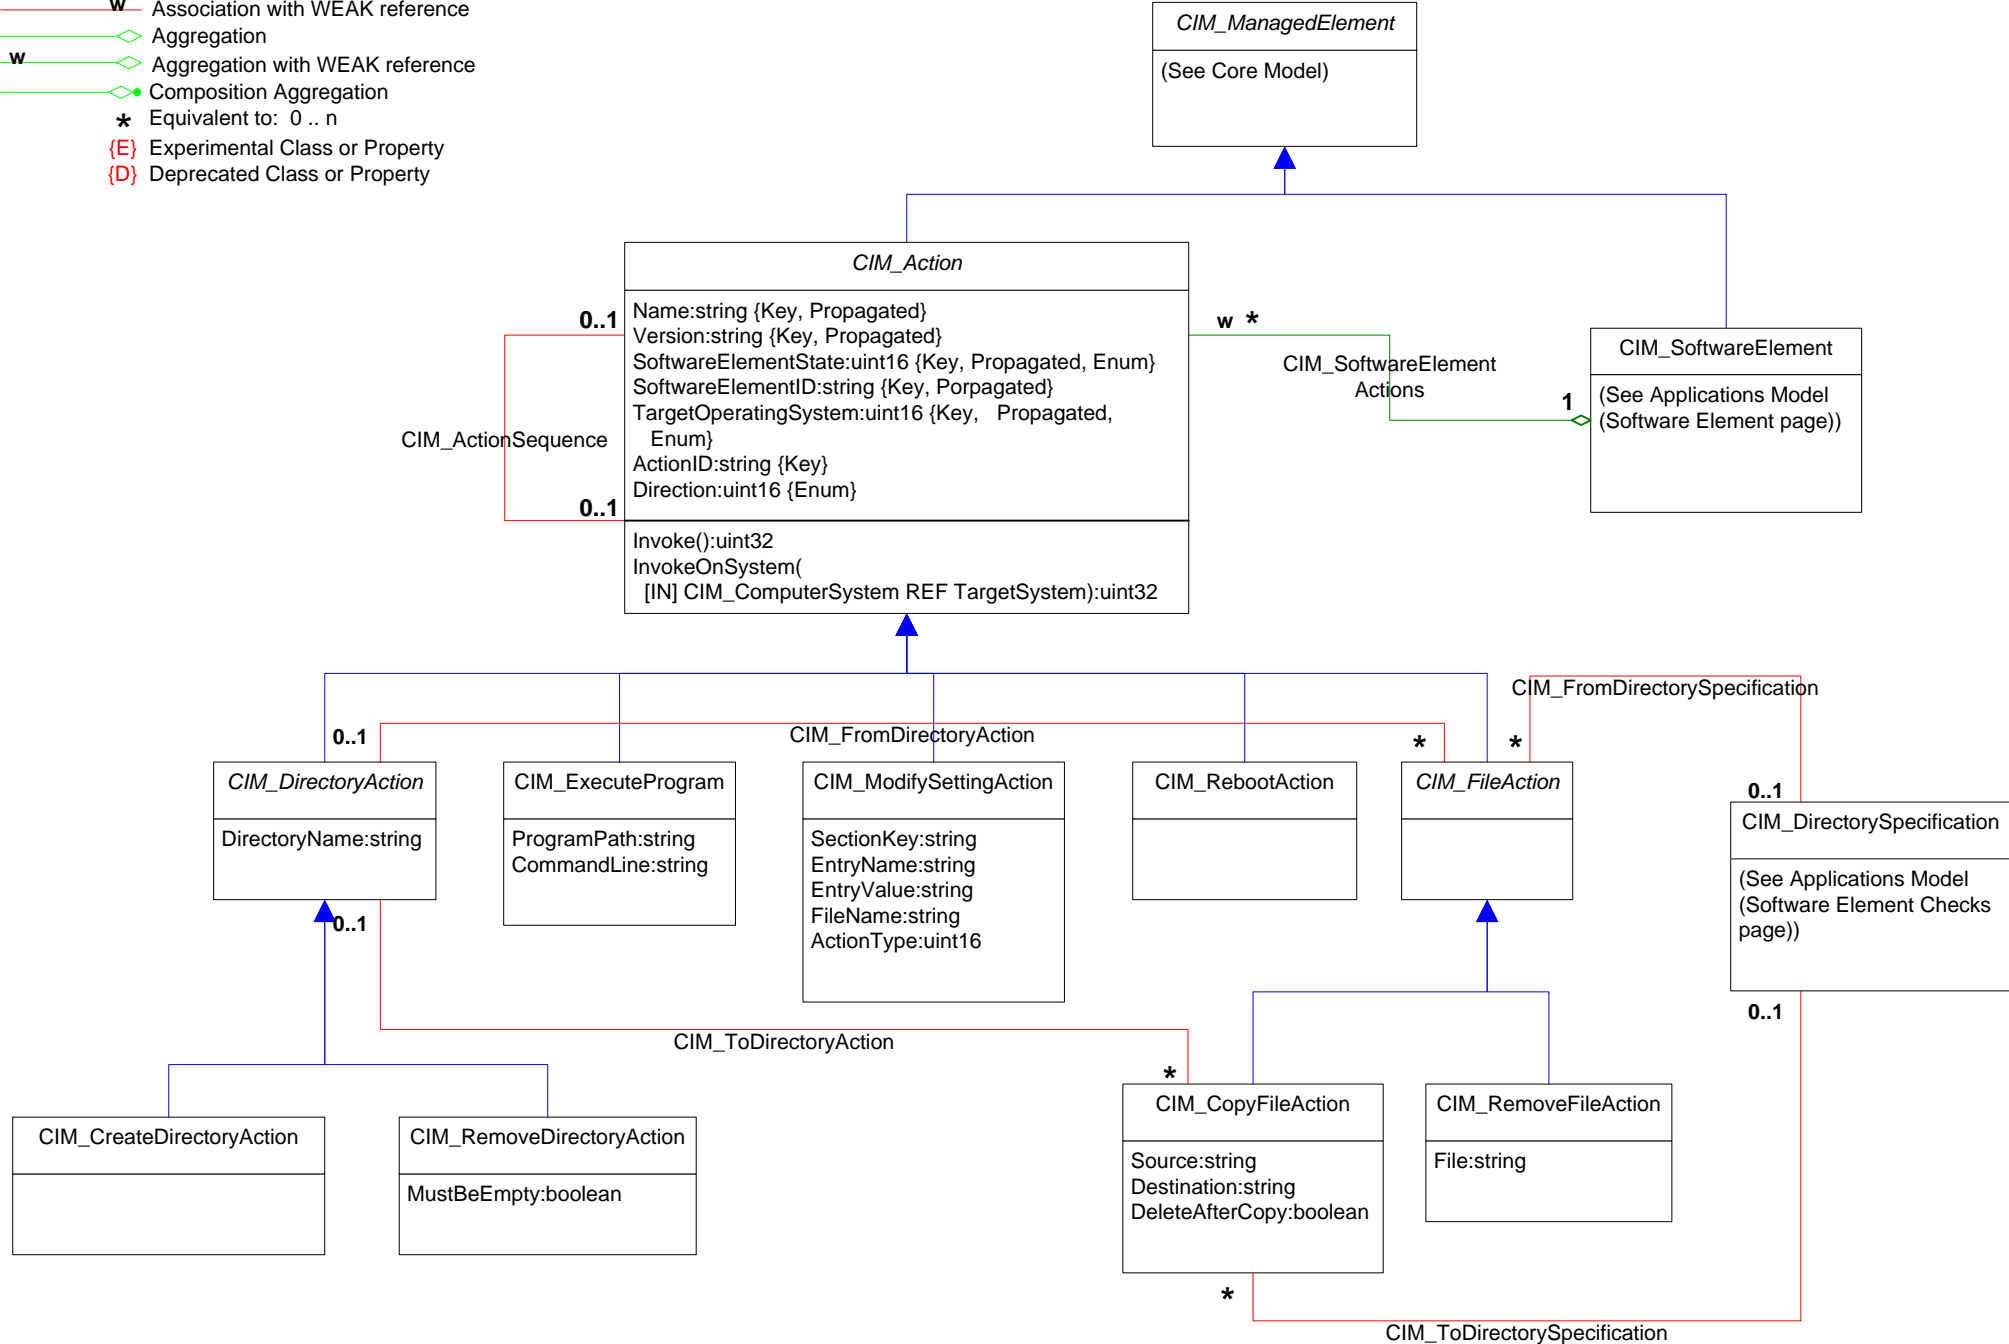 w Association with WEAK reference
Aggregation
w
Aggregation with WEAK reference
Composition Aggregation
* Equivalent to: 0 .. n
{E} Experimental Class or Property
{D} Deprecated Class or Property
CIM_ManagedElement
(See Core Model)
CIM_Action
Name:string {Key, Propagated}
Version:string {Key, Propagated}
SoftwareElementState:uint16 {Key, Propagated, Enum}
SoftwareElementID:string {Key, Porpagated}
TargetOperatingSystem:uint16 {Key, Propagated,
Enum}
ActionID:string {Key}
Direction:uint16 {Enum}
Invoke():uint32
InvokeOnSystem(
[IN] CIM_ComputerSystem REF TargetSystem):uint32
0..1
CIM_ActionSequence
0..1
w *
CIM_SoftwareElement
Actions
1
CIM_SoftwareElement
(See Applications Model
(Software Element page))
CIM_FromDirectorySpecification
0..1
CIM_FromDirectoryAction
*
*
CIM_DirectoryAction
DirectoryName:string
CIM_ExecuteProgram
ProgramPath:string
CommandLine:string
CIM_ModifySettingAction
SectionKey:string
EntryName:string
EntryValue:string
FileName:string
ActionType:uint16
CIM_RebootAction
CIM_FileAction
0..1
CIM_DirectorySpecification
(See Applications Model
(Software Element Checks
page))
0..1
0..1
CIM_ToDirectoryAction
*
CIM_CreateDirectoryAction
CIM_RemoveDirectoryAction
MustBeEmpty:boolean
CIM_CopyFileAction
Source:string
Destination:string
DeleteAfterCopy:boolean
CIM_RemoveFileAction
File:string
*
CIM_ToDirectorySpecification